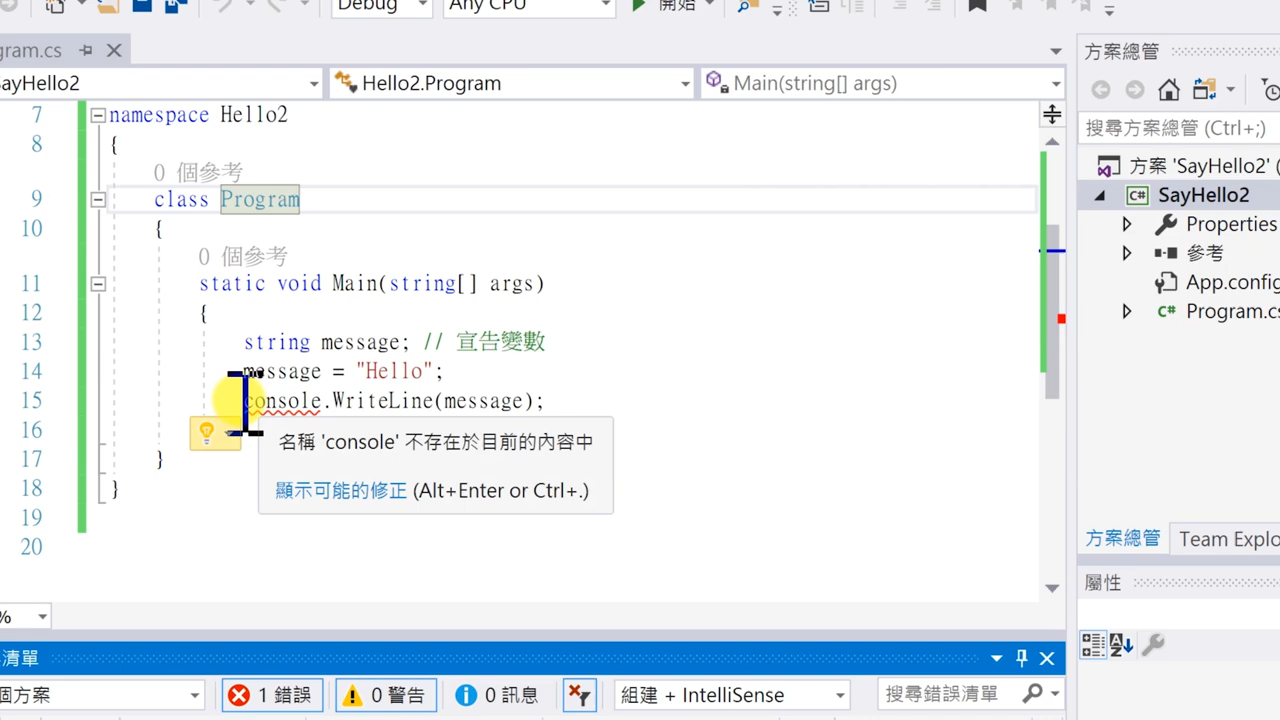 Debug
Any CPU
開始
gram.cs
SayHello2
Hello2.Program
Main(string[] args)
7 namespace Hello2
8 {
0 個參考
9 class Program
10 {
0 個參考
11 static void Main(string[] args)
12 {
13 string message; // 宣告變數
14 message = "Hello";
15 console.WriteLine(message);
16
17 }
18 }
19
20
名稱 'console' 不存在於目前的內容中
顯示可能的修正 (Alt+Enter or Ctrl+.)
%
清單
個方案
1 錯誤
0 警告
0 訊息
組建 + IntelliSense
搜尋錯誤清單
方案總管
搜尋方案總管 (Ctrl+;)
方案 'SayHello2' (
C# SayHello2
Properties
參考
App.config
C# Program.cs
方案總管
Team Explo
屬性